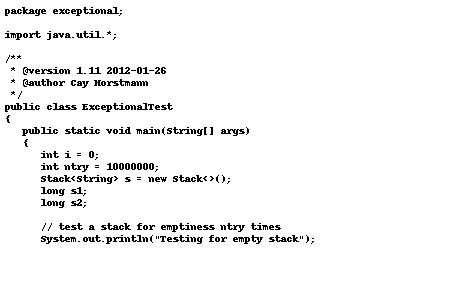 package exceptional;
import java.util.*;
/**
 * @version 1.11 2012-01-26
 * @author Cay Horstmann
 */
public class ExceptionalTest
{
   public static void main(String[] args)
   {
      int i = 0;
      int ntry = 10000000;
      Stack<String> s = new Stack<>();
      long s1;
      long s2;
      // test a stack for emptiness ntry times
      System.out.println("Testing for empty stack");